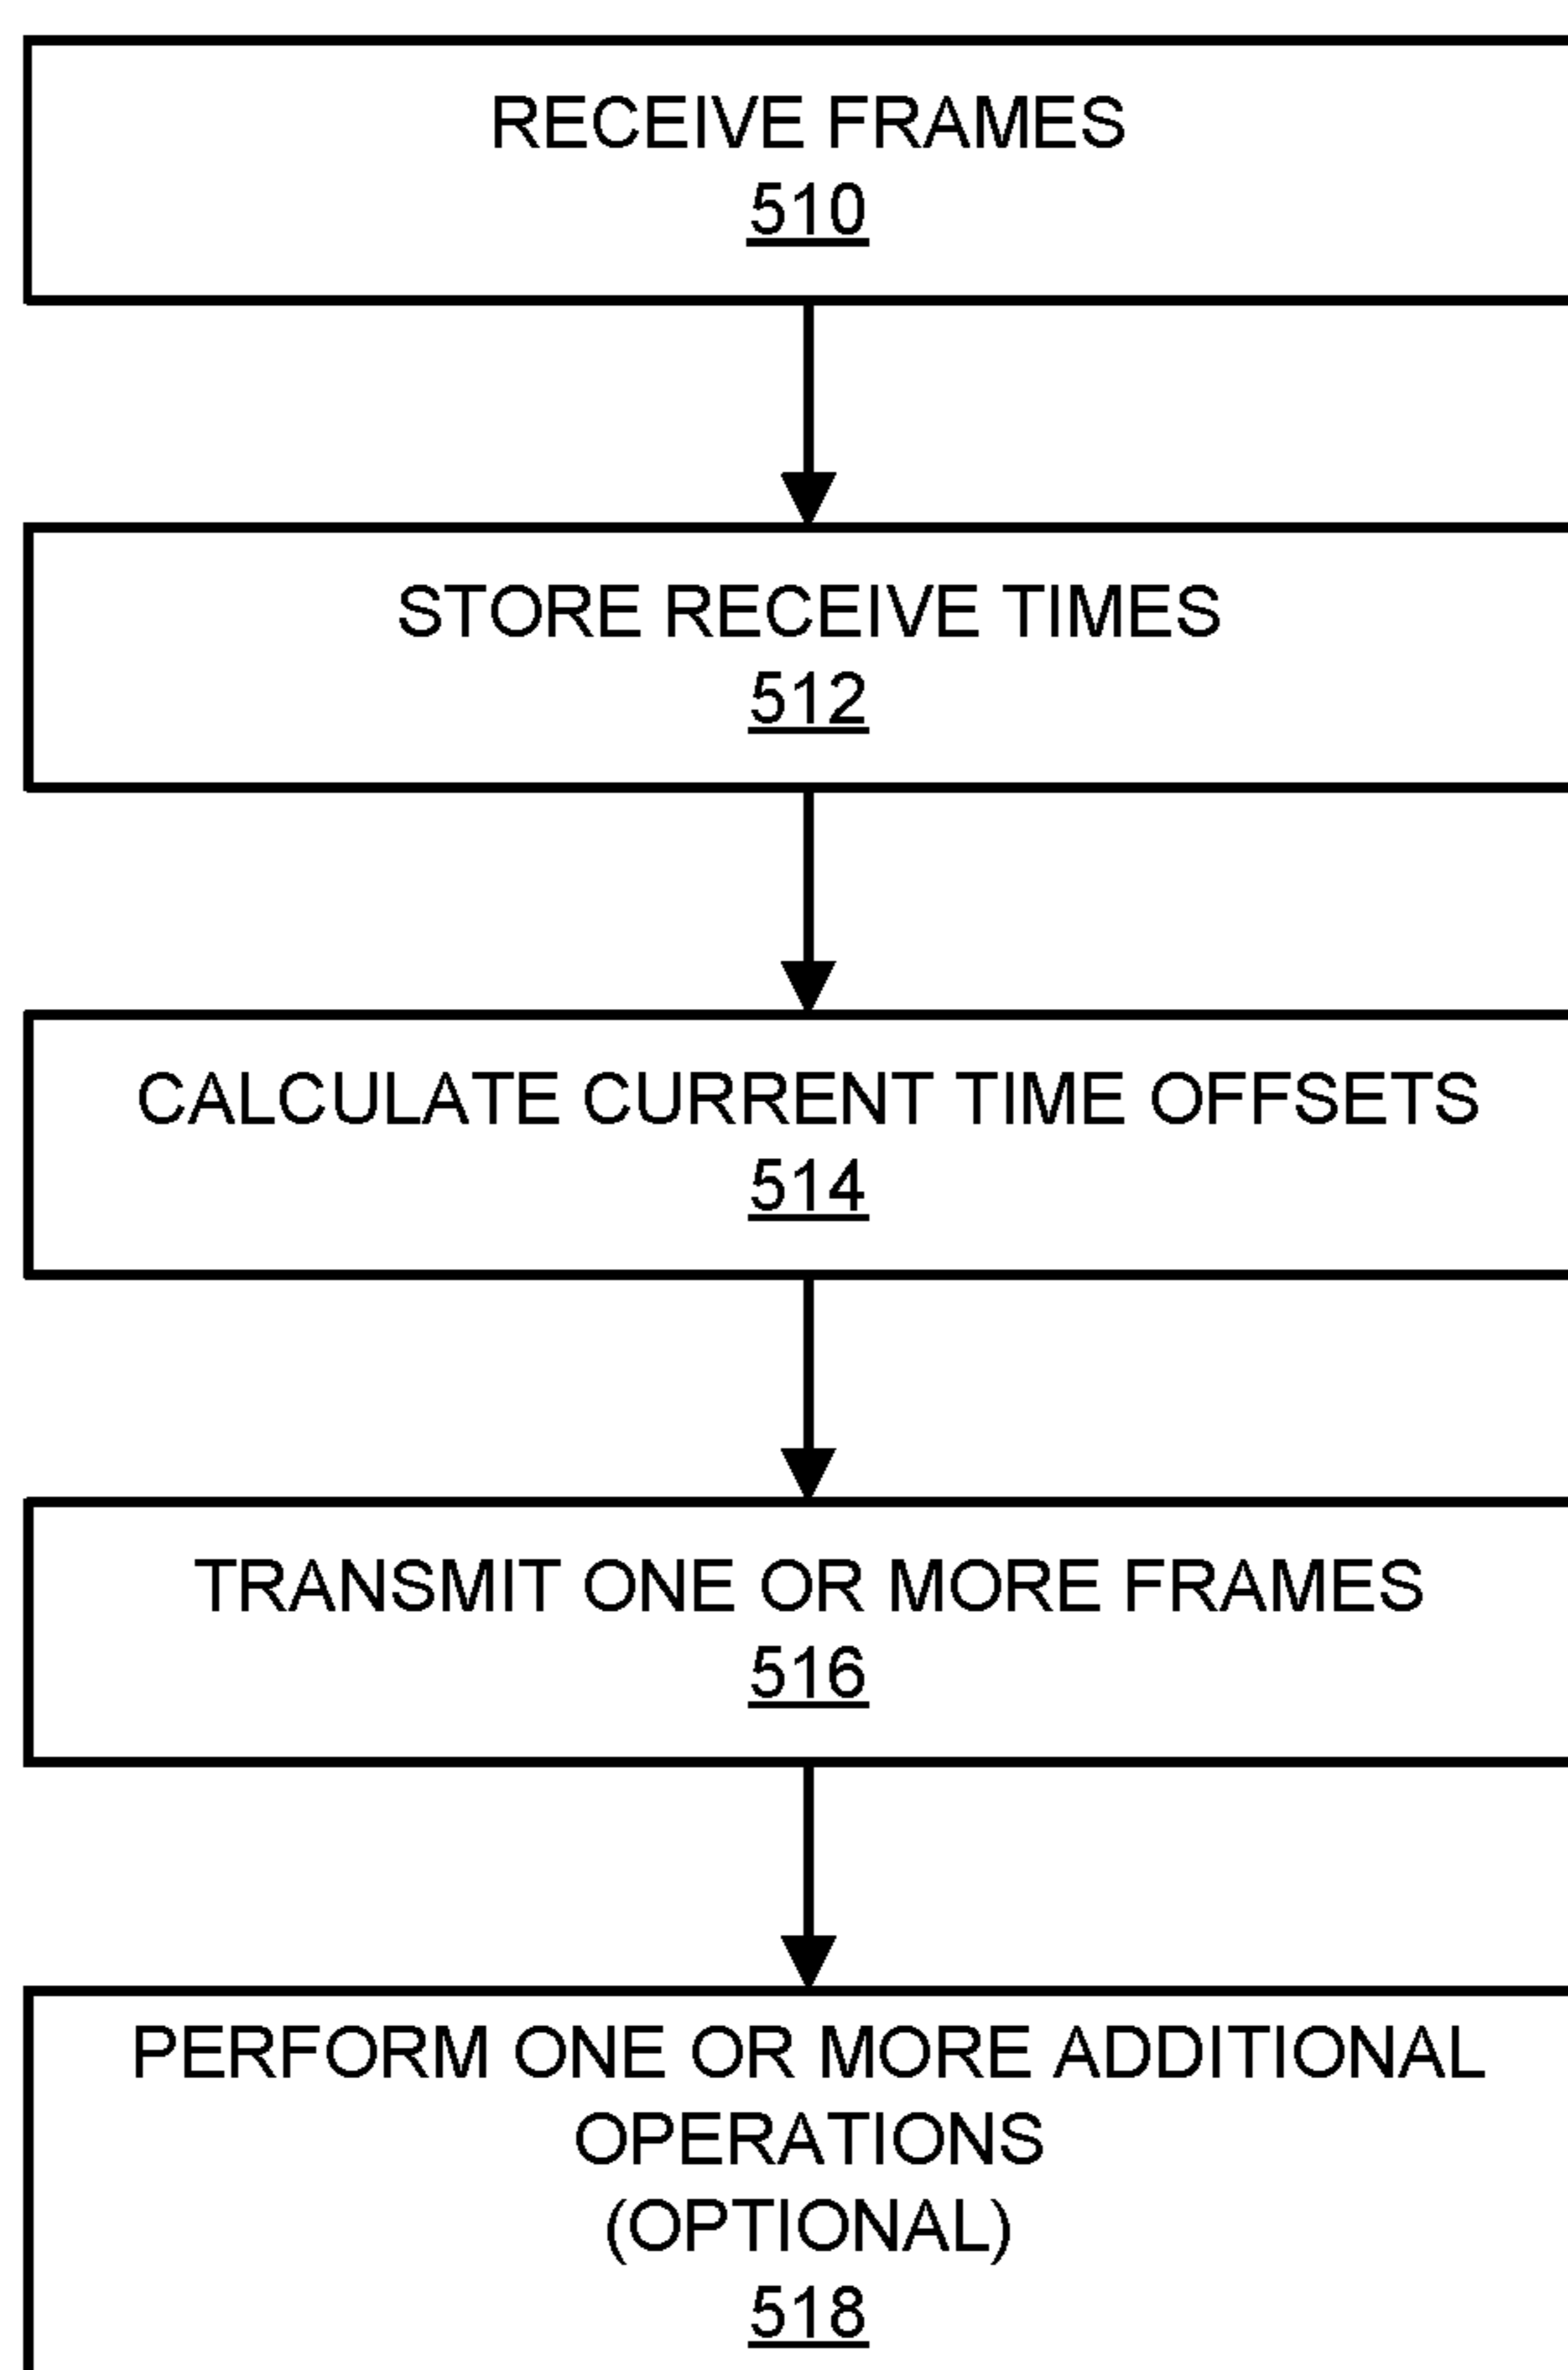 RECEIVE FRAMES
510
STORE RECEIVE TIMES
512
CALCULATE CURRENT TIME OFFSETS
514
TRANSMIT ONE OR MORE FRAMES
516
PERFORM ONE OR MORE ADDITIONAL
OPERATIONS
(OPTIONAL)
518